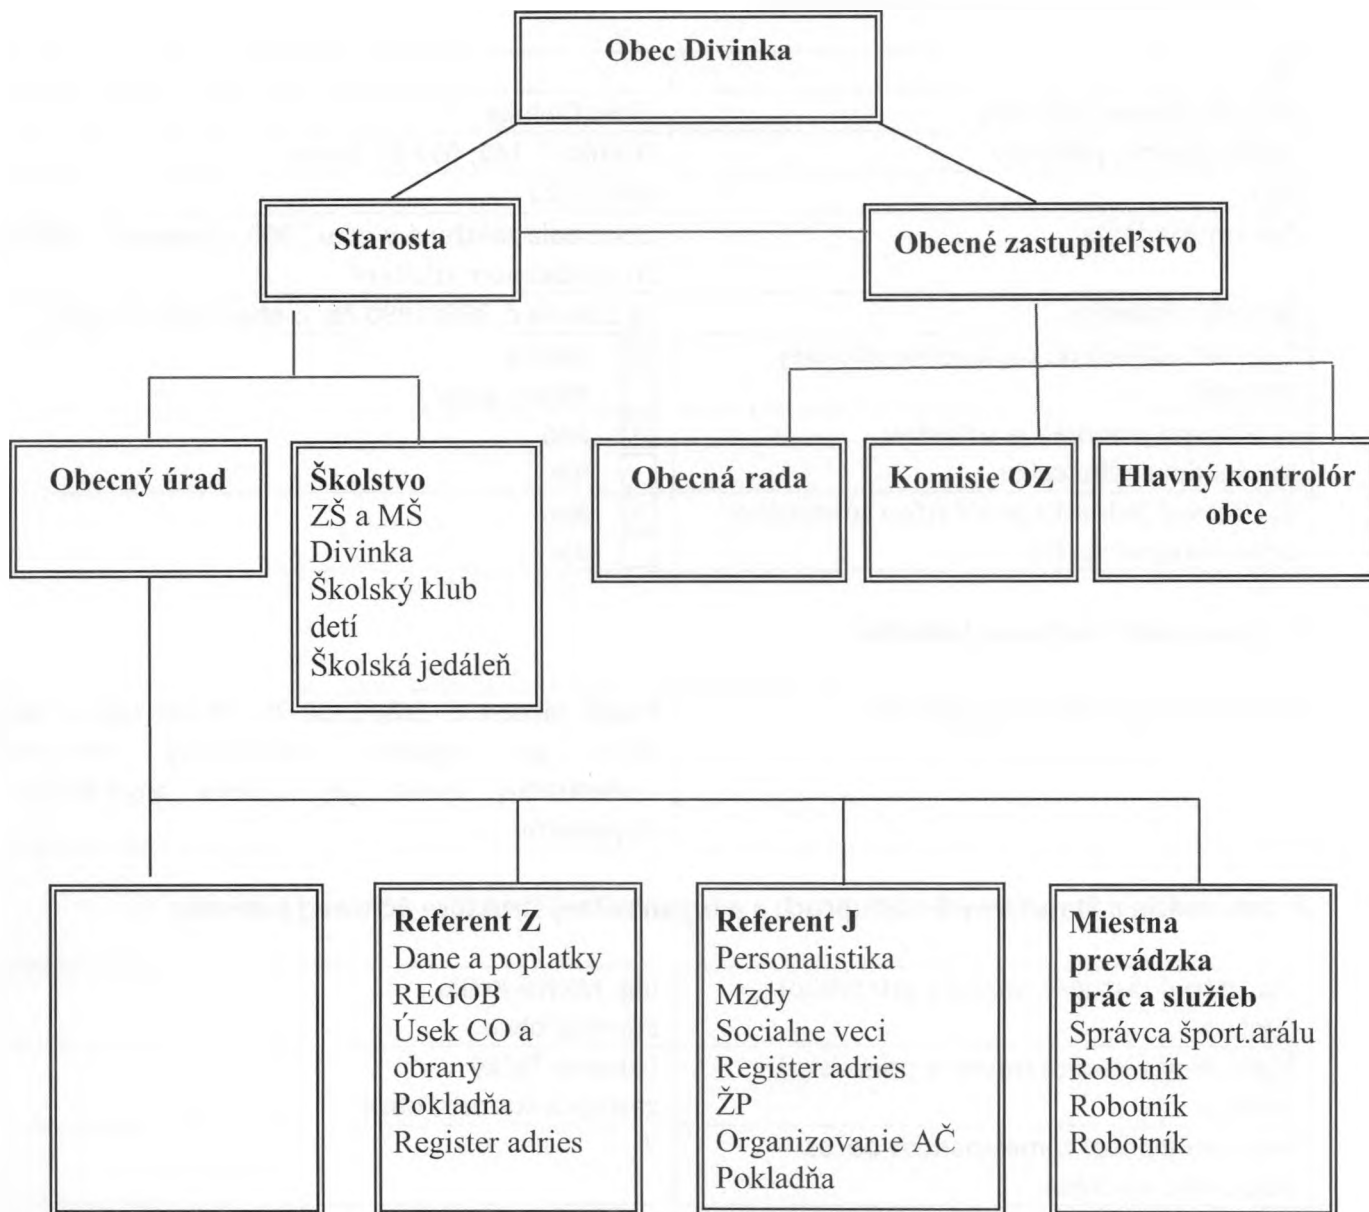 Obec Divinka
Starosta
Obecné zastupiteľstvo
Obecný úrad
Školstvo
ZŠ a MŠ
Divinka
Školský klub
detí
Školská jedáleň
Obecná rada
Komisie OZ
Hlavný kontrolór
obce
Referent Z
Dane a poplatky
REGOB
Úsek CO a
obrany
Pokladňa
Register adries
Referent J
Personalistika
Mzdy
Socialne veci
Register adries
ŽP
Organizovanie AČ
Pokladňa
Miestna
prevádzka
prác a služieb
Správca šport.arálu
Robotník
Robotník
Robotník